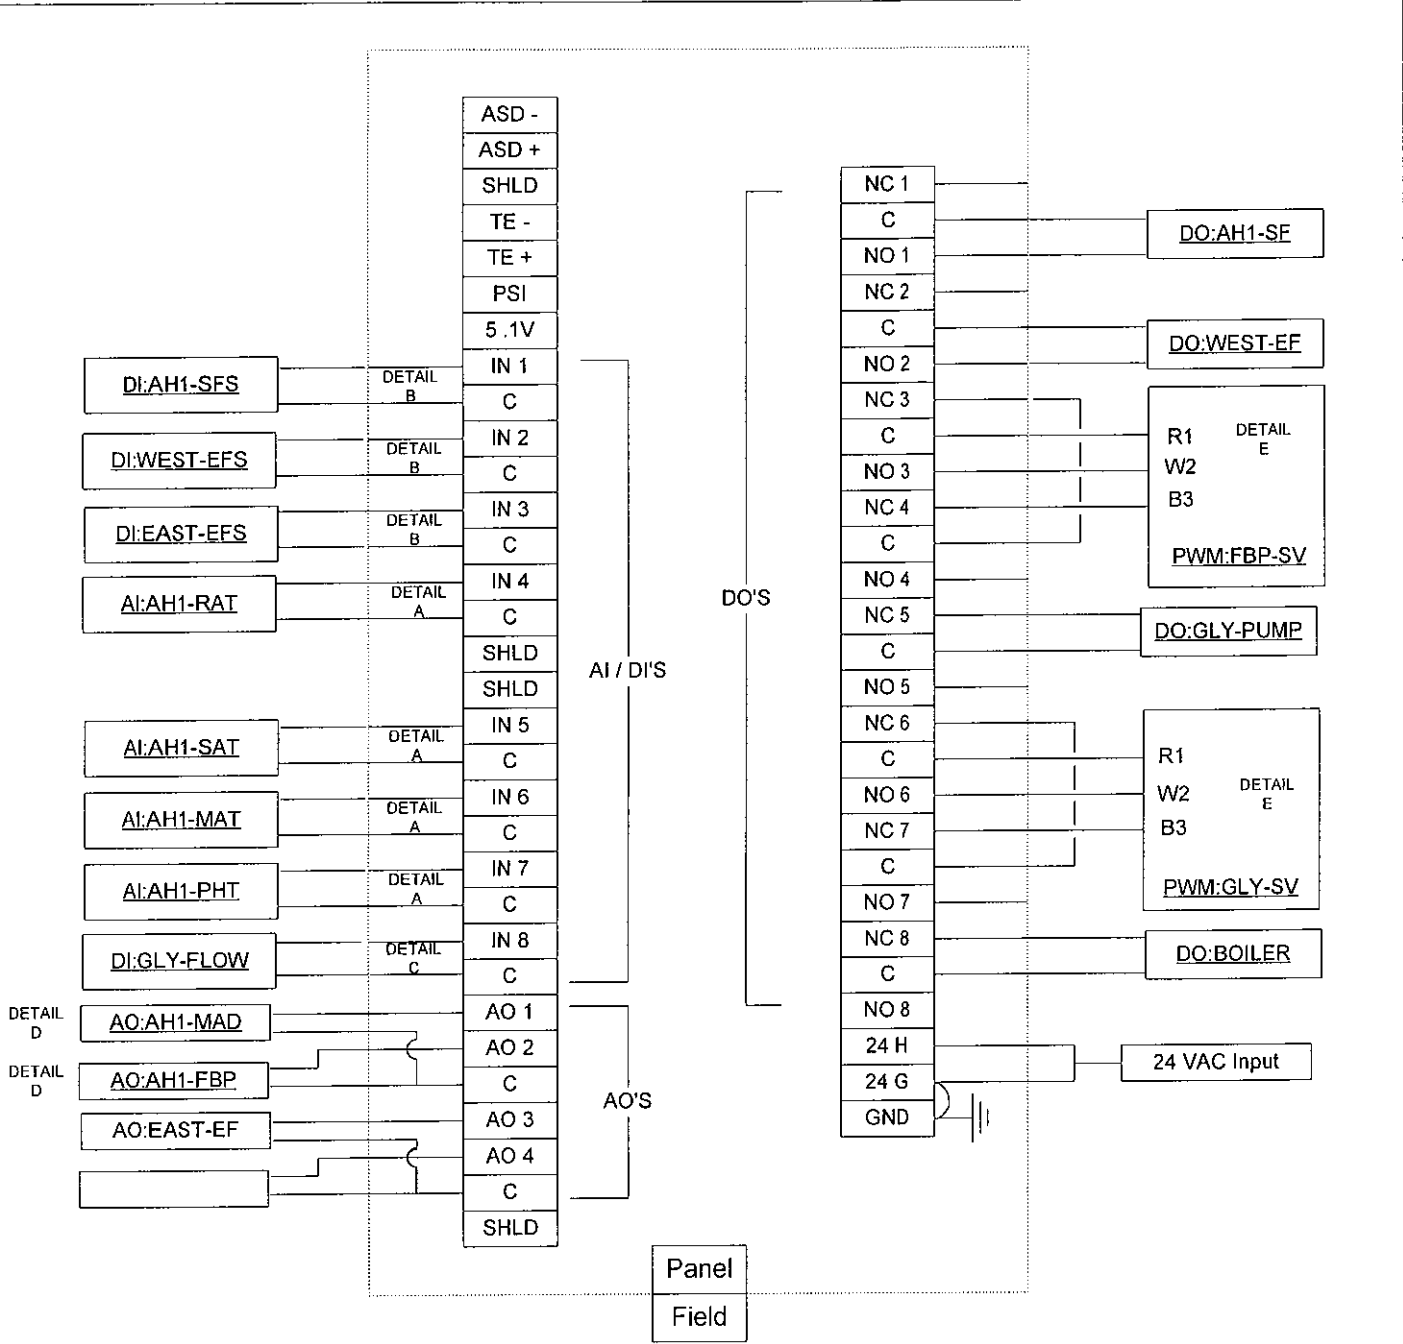 ASD -
ASD +
SHLD
TE -
TE +
PSI
5 .1V
IN 1
C
IN 2
C
IN 3
C
IN 4
C
SHLD
SHLD
IN 5
C
IN 6
C
IN 7
C
IN 8
C
AO 1
AO 2
C
AO 3
AO 4
C
SHLD
DI:AH1-SFS
DETAIL
B
DI:WEST-EFS
DETAIL
B
DI:EAST-EFS
DETAIL
B
AI:AH1-RAT
DETAIL
A
AI:AH1-SAT
DETAIL
A
AI:AH1-MAT
DETAIL
A
AI:AH1-PHT
DETAIL
A
DI:GLY-FLOW
DETAIL
C
DETAIL
D
AO:AH1-MAD
DETAIL
D
AO:AH1-FBP
AO:EAST-EF
AI / DI'S
AO'S
DO'S
NC 1
C
NO 1
NC 2
C
NO 2
NC 3
C
NO 3
NC 4
C
NO 4
NC 5
C
NO 5
NC 6
C
NO 6
NC 7
C
NO 7
NC 8
C
NO 8
24 H
24 G
GND
DO:AH1-SF
DO:WEST-EF
R1
W2
B3
DETAIL
E
PWM:FBP-SV
DO:GLY-PUMP
R1
W2
B3
DETAIL
E
PWM:GLY-SV
DO:BOILER
24 VAC Input
Panel
Field